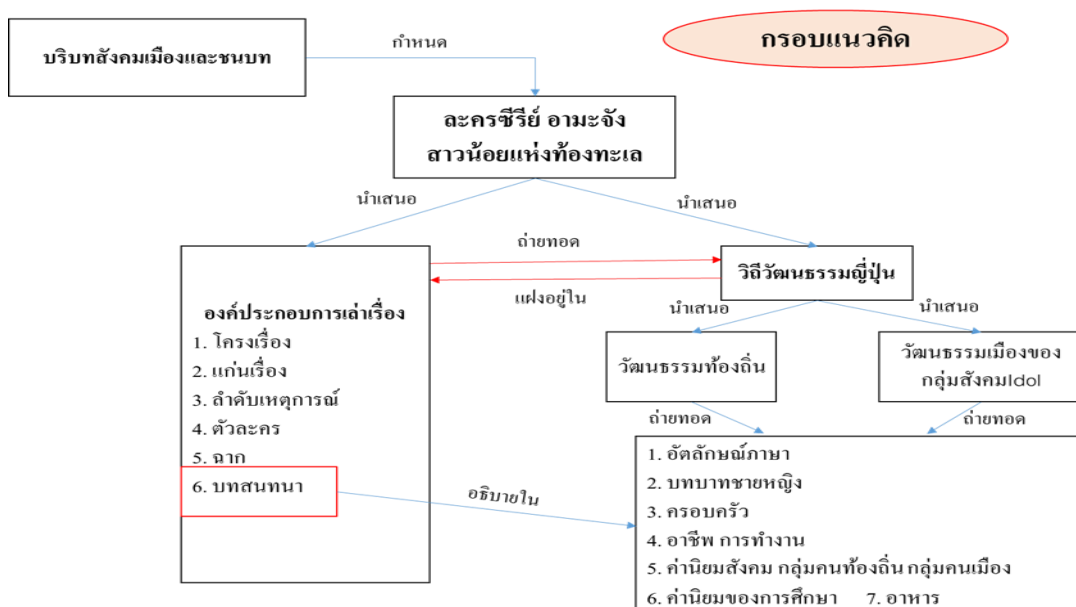 กรอบแนวคิด
บริบทสังคมเมืองและชนบท
กำหนด
ละครซีรีย์ อามะจัง
สาวน้อยแห่งท้องทะเล
นำเสนอ
นำเสนอ
ถ่ายทอด
แฝงอยู่ใน
องค์ประกอบการเล่าเรื่อง
1. โครงเรื่อง
2. แก่นเรื่อง
3. ลำดับเหตุการณ์
4. ตัวละคร
5. ฉาก
6. บทสนทนา
วิถีวัฒนธรรมญี่ปุ่น
นำเสนอ
นำเสนอ
วัฒนธรรมท้องถิ่น
วัฒนธรรมเมืองของ
กลุ่มสังคมIdol
ถ่ายทอด
ถ่ายทอด
อธิบายใน
1. อัตลักษณ์ภาษา
2. บทบาทชายหญิง
3. ครอบครัว
4. อาชีพ การทำงาน
5. ค่านิยมสังคม กลุ่มคนท้องถิ่น กลุ่มคนเมือง
6. ค่านิยมของการศึกษา 7. อาหาร